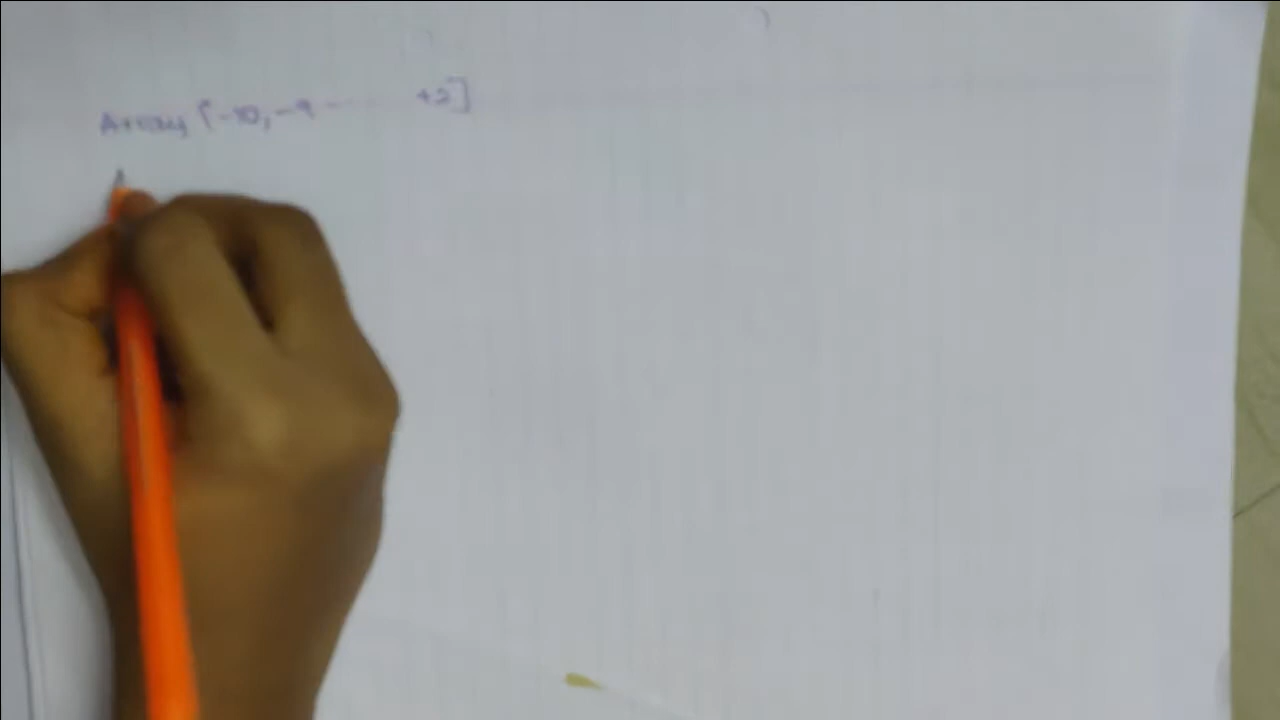 Array [-10, -9 ------ +2]